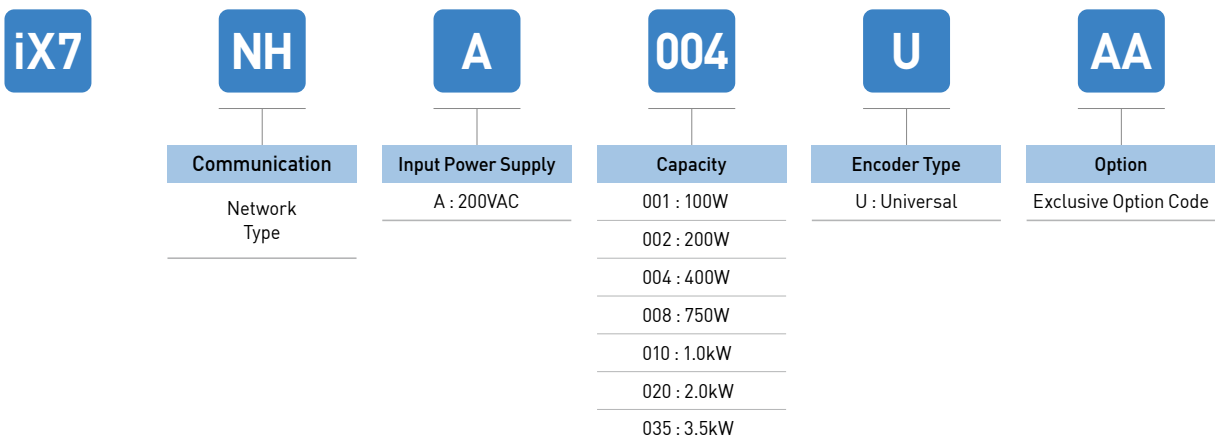 iX7
NH
A
004
U
AA
Communication
Network
Type
Input Power Supply
A : 200VAC
Capacity
001 : 100W
002 : 200W
004 : 400W
008 : 750W
010 : 1.0kW
020 : 2.0kW
035 : 3.5kW
Encoder Type
U : Universal
Option
Exclusive Option Code